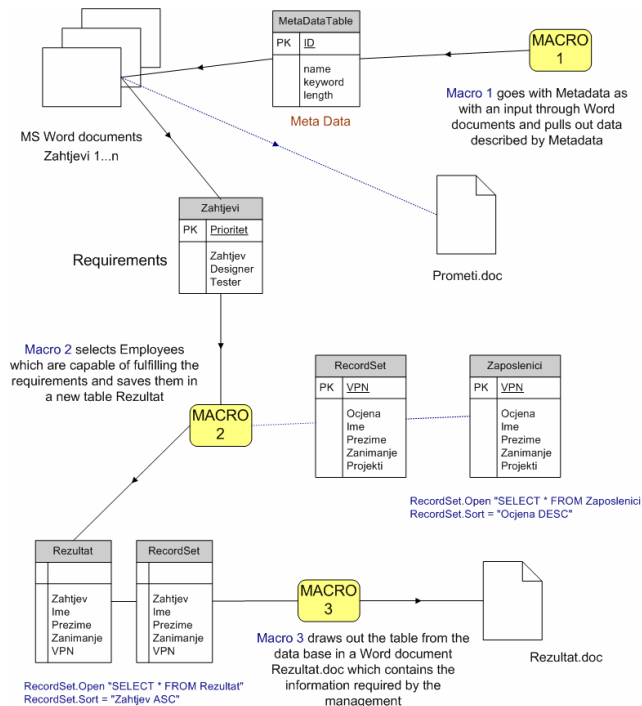 MetaDataTable
PK ID
name
keyword
length
Meta Data
MACRO
1
Macro 1 goes with Metadata as
with an input through Word
documents and pulls out data
described by Metadata
MS Word documents
Zahtjevi 1...n
Prometi.doc
Zahtjevi
PK Prioritet
Zahtjev
Designer
Tester
Requirements
Macro 2 selects Employees
which are capable of fulfilling the
requirements and saves them in
a new table Rezultat
MACRO
2
RecordSet
PK VPN
Ocjena
Ime
Prezime
Zanimanje
Projekti
Zaposlenici
PK VPN
Ocjena
Ime
Prezime
Zanimanje
Projekti
RecordSet.Open "SELECT * FROM Zaposlenici
RecordSet.Sort = "Ocjena DESC"
Rezultat
Zahtjev
Ime
Prezime
Zanimanje
VPN
RecordSet
Zahtjev
Ime
Prezime
Zanimanje
VPN
MACRO
3
Macro 3 draws out the table from the
data base in a Word document
Rezultat.doc which contains the
information required by the
management
Rezultat.doc
RecordSet.Open "SELECT * FROM Rezultat"
RecordSet.Sort = "Zahtjev ASC"